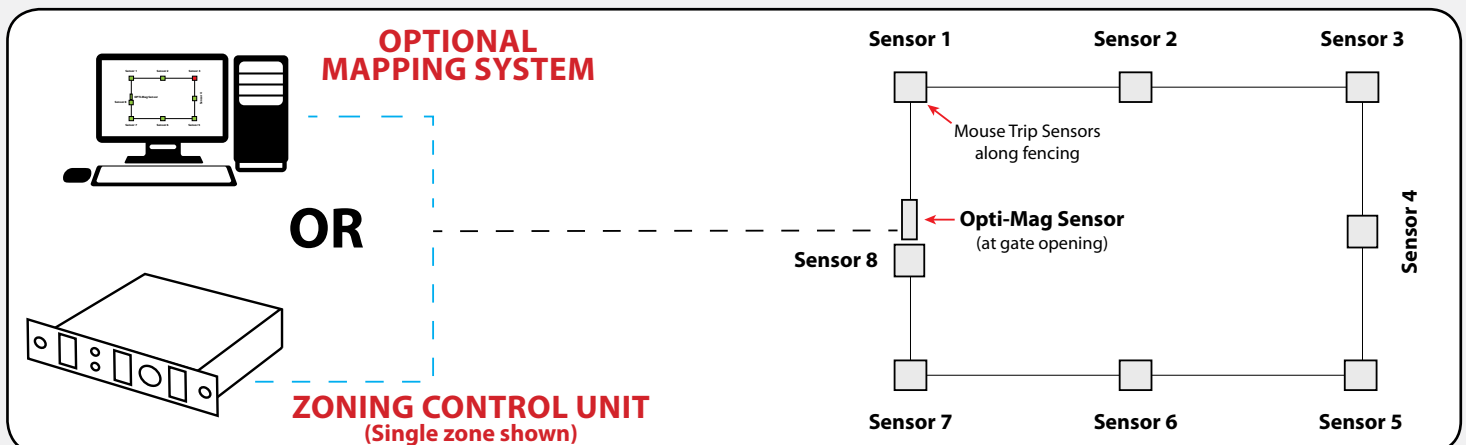 OPTIONAL
MAPPING SYSTEM
OR
ZONING CONTROL UNIT
(Single zone shown)
Sensor 1
Sensor 2
Sensor 3
Mouse Trip Sensors
along fencing
Opti-Mag Sensor
(at gate opening)
Sensor 4
Sensor 8
Sensor 7
Sensor 6
Sensor 5